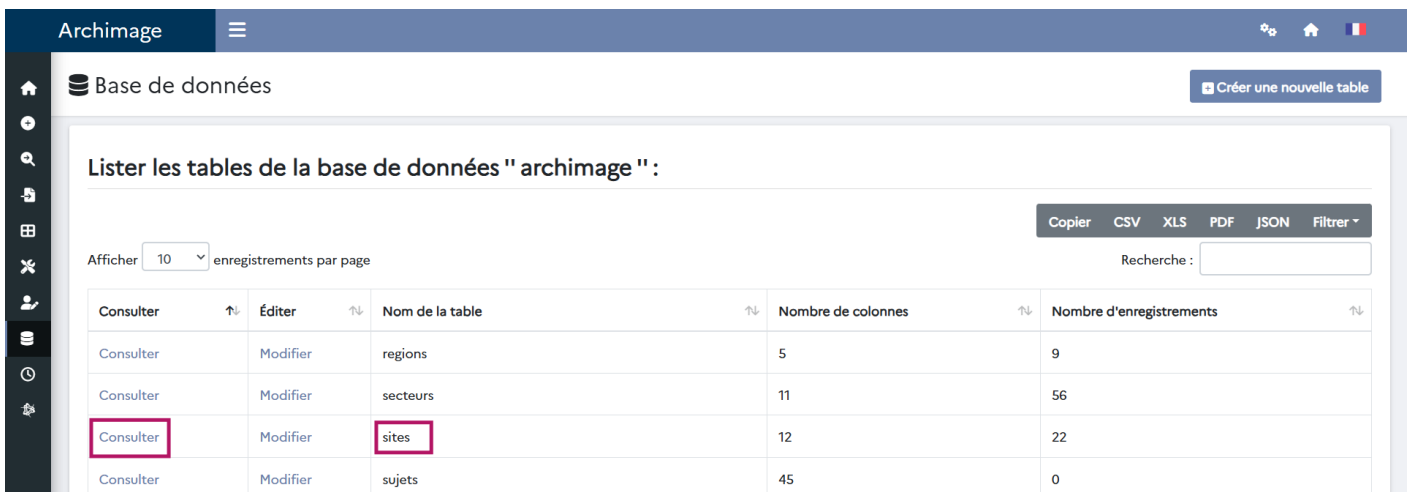 Archimage
Base de données
Créer une nouvelle table
Lister les tables de la base de données " archimage " :
Copier CSV XLS PDF JSON Filtrer
Afficher 10 enregistrements par page
Recherche :
Consulter Éditer Nom de la table Nombre de colonnes Nombre d'enregistrements
Consulter Modifier regions 5 9
Consulter Modifier secteurs 11 56
Consulter Modifier sites 12 22
Consulter Modifier sujets 45 0